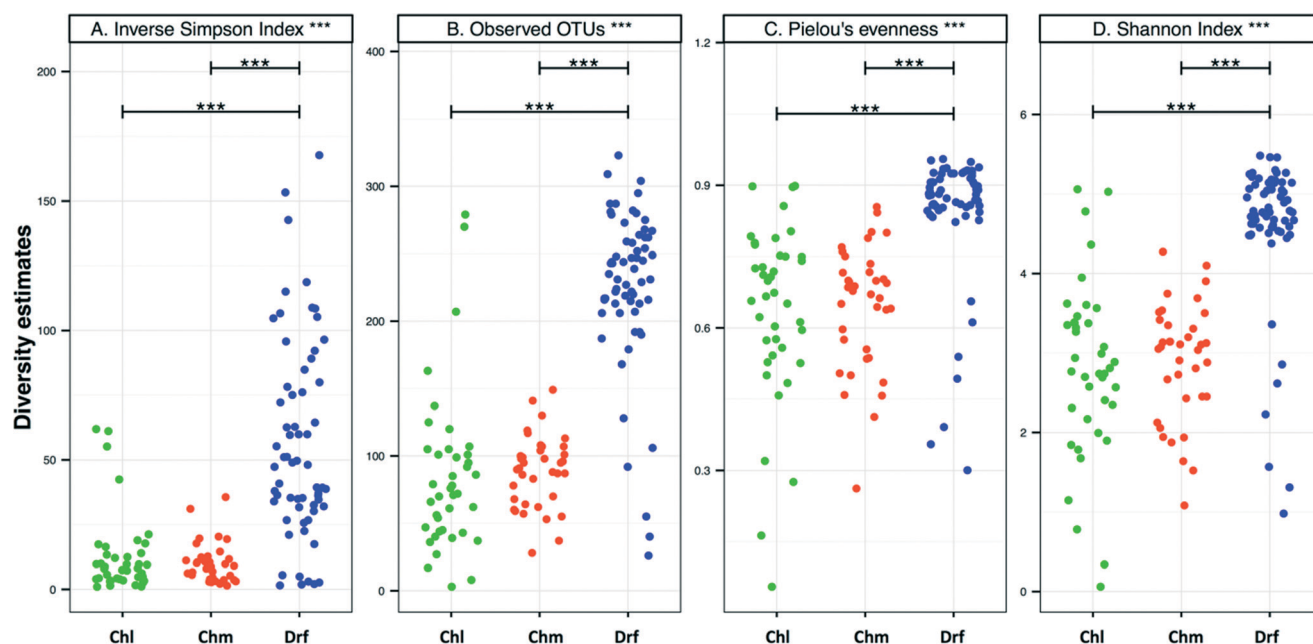 A. Inverse Simpson Index ***
B. Observed OTUs ***
C. Pielou's evenness ***
D. Shannon Index ***
Diversity estimates
200
150
100
50
0
***
***
Chl Chm Drf
400
300
200
100
0
***
***
Chl Chm Drf
1.2
0.9
0.6
0.3
***
***
Chl Chm Drf
6
4
2
0
***
***
Chl Chm Drf